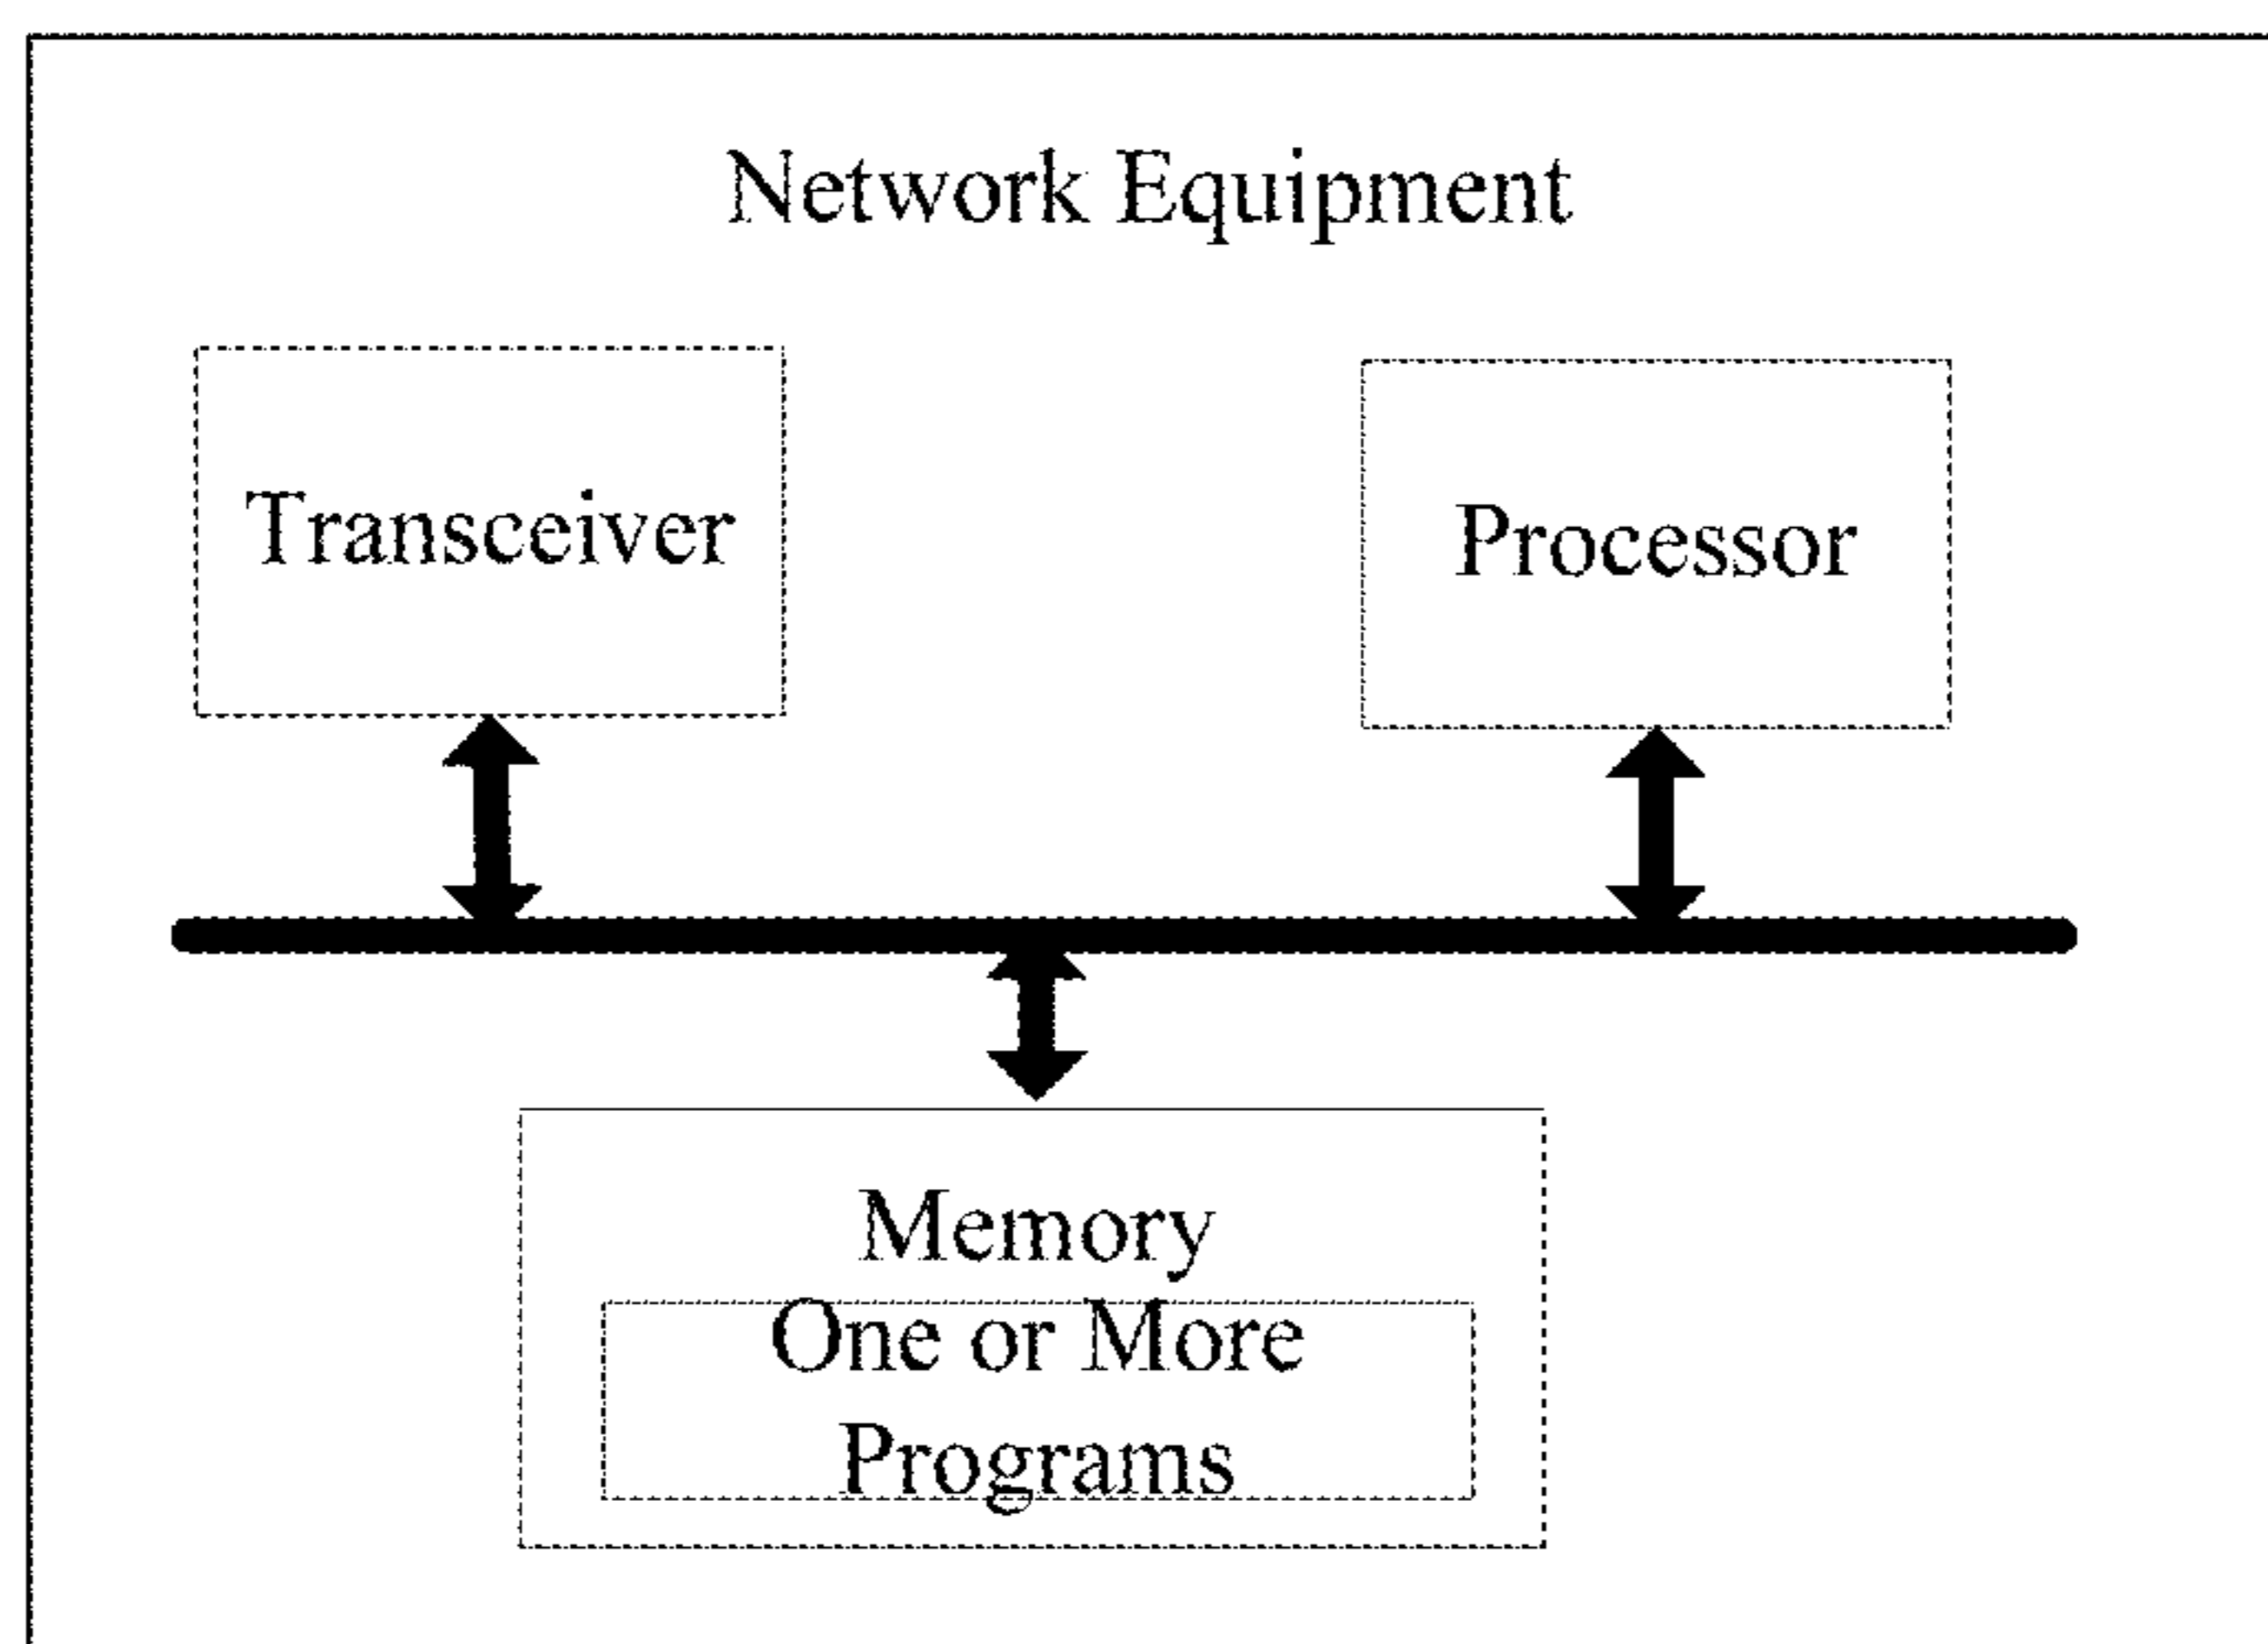 Network Equipment
Transceiver
Processor
Memory
One or More
Programs